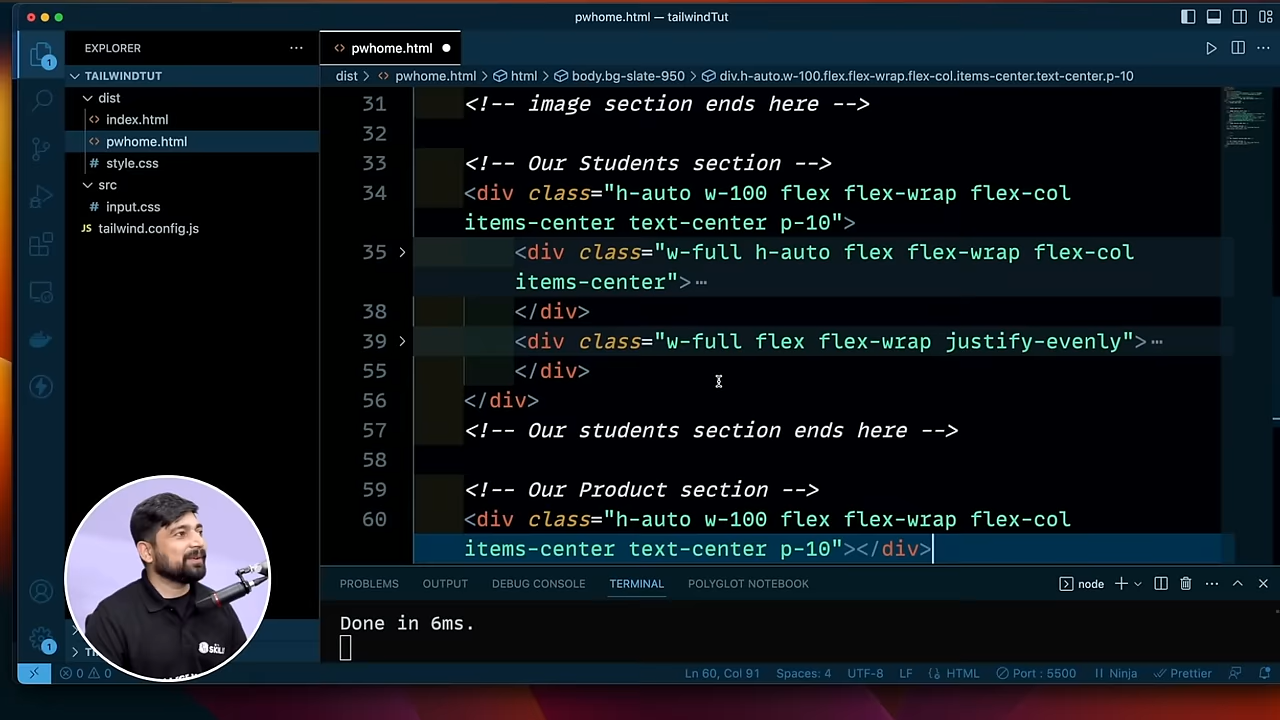 pwhome.html — tailwindTut
EXPLORER
pwhome.html
TAILWINDTUT
dist
index.html
pwhome.html
style.css
src
input.css
JS tailwind.config.js
1
1
dist > pwhome.html > html > body.bg-slate-950 > div.h-auto.w-100.flex.flex-wrap.flex-col.items-center.text-center.p-10
31 <!-- image section ends here -->
32
33 <!-- Our Students section -->
34 <div class="h-auto w-100 flex flex-wrap flex-col
items-center text-center p-10">
35 <div class="w-full h-auto flex flex-wrap flex-col
items-center">…
38 </div>
39 <div class="w-full flex flex-wrap justify-evenly">…
55 </div>
56 </div>
57 <!-- Our students section ends here -->
58
59 <!-- Our Product section -->
60 <div class="h-auto w-100 flex flex-wrap flex-col
items-center text-center p-10"></div>
PROBLEMS OUTPUT DEBUG CONSOLE TERMINAL POLYGLOT NOTEBOOK
node
Done in 6ms.
0 0
Ln 60, Col 91 Spaces: 4 UTF-8 LF HTML Port : 5500 Ninja Prettier